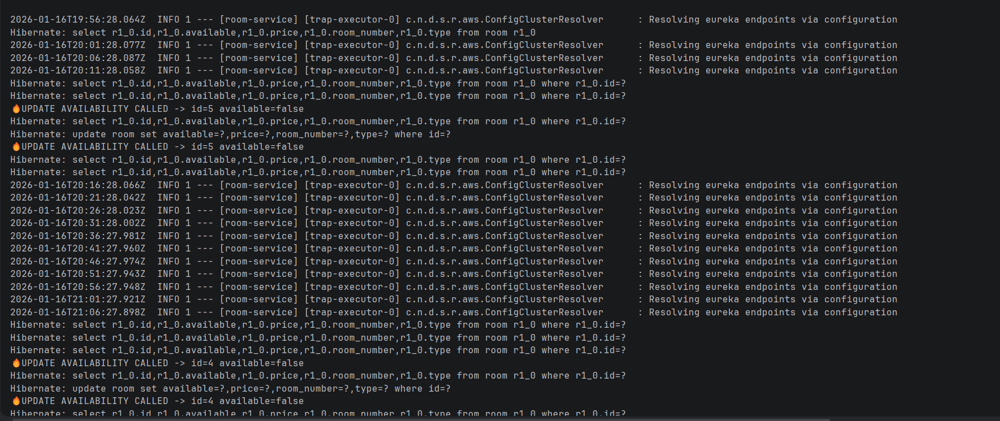 2026-01-16T19:56:28.064Z  INFO 1 --- [room-service] [trap-executor-0] c.n.d.s.r.aws.ConfigClusterResolver      : Resolving eureka endpoints via configuration
Hibernate: select r1_0.id,r1_0.available,r1_0.price,r1_0.room_number,r1_0.type from room r1_0
2026-01-16T20:01:28.077Z  INFO 1 --- [room-service] [trap-executor-0] c.n.d.s.r.aws.ConfigClusterResolver      : Resolving eureka endpoints via configuration
2026-01-16T20:06:28.087Z  INFO 1 --- [room-service] [trap-executor-0] c.n.d.s.r.aws.ConfigClusterResolver      : Resolving eureka endpoints via configuration
2026-01-16T20:11:28.058Z  INFO 1 --- [room-service] [trap-executor-0] c.n.d.s.r.aws.ConfigClusterResolver      : Resolving eureka endpoints via configuration
Hibernate: select r1_0.id,r1_0.available,r1_0.price,r1_0.room_number,r1_0.type from room r1_0 where r1_0.id=?
Hibernate: select r1_0.id,r1_0.available,r1_0.price,r1_0.room_number,r1_0.type from room r1_0 where r1_0.id=?
🔥UPDATE AVAILABILITY CALLED -> id=5 available=false
Hibernate: select r1_0.id,r1_0.available,r1_0.price,r1_0.room_number,r1_0.type from room r1_0 where r1_0.id=?
Hibernate: update room set available=?,price=?,room_number=?,type=? where id=?
🔥UPDATE AVAILABILITY CALLED -> id=5 available=false
Hibernate: select r1_0.id,r1_0.available,r1_0.price,r1_0.room_number,r1_0.type from room r1_0 where r1_0.id=?
Hibernate: select r1_0.id,r1_0.available,r1_0.price,r1_0.room_number,r1_0.type from room r1_0 where r1_0.id=?
2026-01-16T20:16:28.066Z  INFO 1 --- [room-service] [trap-executor-0] c.n.d.s.r.aws.ConfigClusterResolver      : Resolving eureka endpoints via configuration
2026-01-16T20:21:28.042Z  INFO 1 --- [room-service] [trap-executor-0] c.n.d.s.r.aws.ConfigClusterResolver      : Resolving eureka endpoints via configuration
2026-01-16T20:26:28.023Z  INFO 1 --- [room-service] [trap-executor-0] c.n.d.s.r.aws.ConfigClusterResolver      : Resolving eureka endpoints via configuration
2026-01-16T20:31:28.002Z  INFO 1 --- [room-service] [trap-executor-0] c.n.d.s.r.aws.ConfigClusterResolver      : Resolving eureka endpoints via configuration
2026-01-16T20:36:27.981Z  INFO 1 --- [room-service] [trap-executor-0] c.n.d.s.r.aws.ConfigClusterResolver      : Resolving eureka endpoints via configuration
2026-01-16T20:41:27.960Z  INFO 1 --- [room-service] [trap-executor-0] c.n.d.s.r.aws.ConfigClusterResolver      : Resolving eureka endpoints via configuration
2026-01-16T20:46:27.974Z  INFO 1 --- [room-service] [trap-executor-0] c.n.d.s.r.aws.ConfigClusterResolver      : Resolving eureka endpoints via configuration
2026-01-16T20:51:27.943Z  INFO 1 --- [room-service] [trap-executor-0] c.n.d.s.r.aws.ConfigClusterResolver      : Resolving eureka endpoints via configuration
2026-01-16T20:56:27.948Z  INFO 1 --- [room-service] [trap-executor-0] c.n.d.s.r.aws.ConfigClusterResolver      : Resolving eureka endpoints via configuration
2026-01-16T21:01:27.921Z  INFO 1 --- [room-service] [trap-executor-0] c.n.d.s.r.aws.ConfigClusterResolver      : Resolving eureka endpoints via configuration
2026-01-16T21:06:27.898Z  INFO 1 --- [room-service] [trap-executor-0] c.n.d.s.r.aws.ConfigClusterResolver      : Resolving eureka endpoints via configuration
Hibernate: select r1_0.id,r1_0.available,r1_0.price,r1_0.room_number,r1_0.type from room r1_0 where r1_0.id=?
Hibernate: select r1_0.id,r1_0.available,r1_0.price,r1_0.room_number,r1_0.type from room r1_0 where r1_0.id=?
Hibernate: select r1_0.id,r1_0.available,r1_0.price,r1_0.room_number,r1_0.type from room r1_0 where r1_0.id=?
🔥UPDATE AVAILABILITY CALLED -> id=4 available=false
Hibernate: select r1_0.id,r1_0.available,r1_0.price,r1_0.room_number,r1_0.type from room r1_0 where r1_0.id=?
Hibernate: update room set available=?,price=?,room_number=?,type=? where id=?
🔥UPDATE AVAILABILITY CALLED -> id=4 available=false
Hibernate: select r1_0.id,r1_0.available,r1_0.price,r1_0.room_number,r1_0.type from room r1_0 where r1_0.id=?